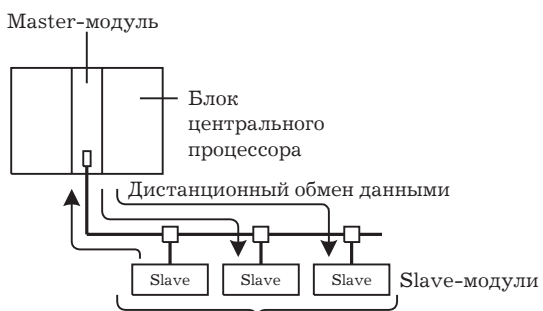 Master-модуль
Блок
центрального
процессора
Дистанционный обмен данными
Slave Slave Slave Slave-модули